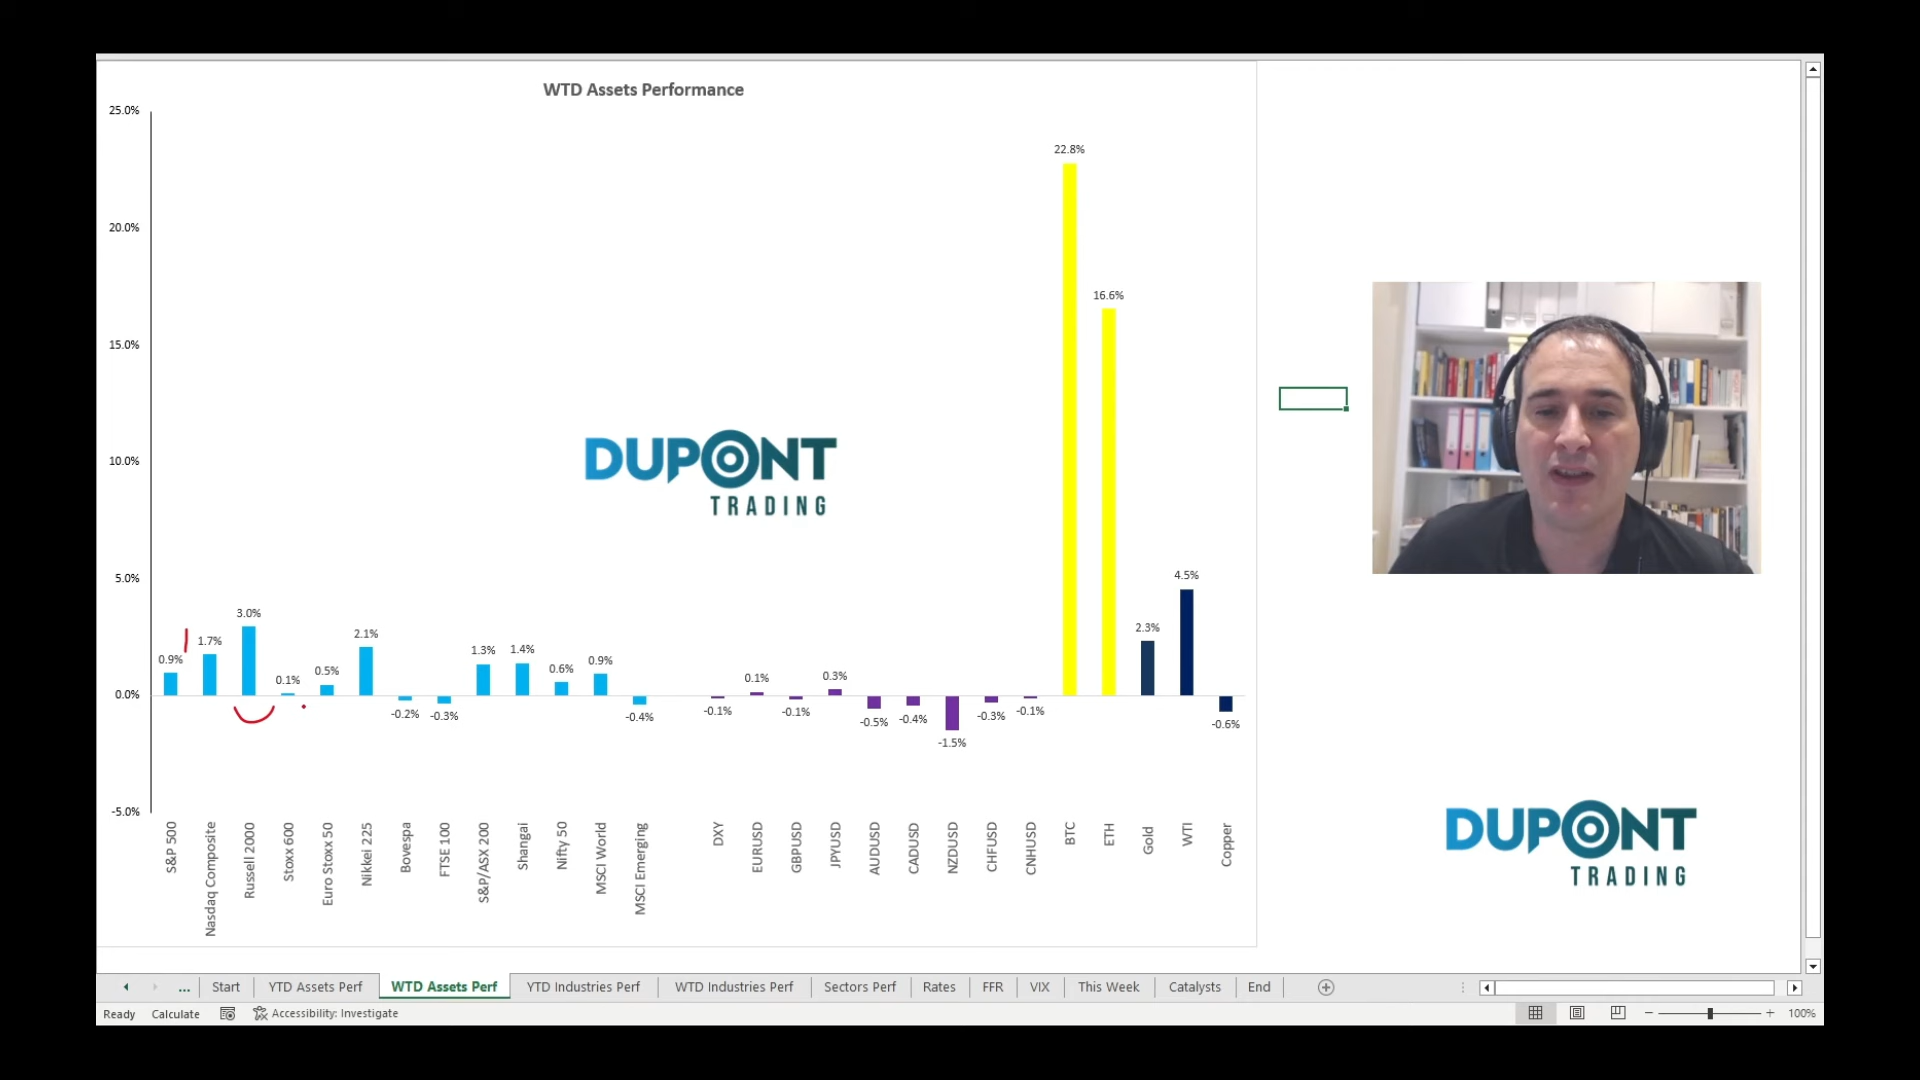 WTD Assets Performance
25.0%
20.0%
15.0%
10.0%
5.0%
0.0%
-5.0%
0.9%
1.7%
3.0%
0.1%
0.5%
2.1%
-0.2%
-0.3%
1.3%
1.4%
0.6%
0.9%
-0.4%
-0.1%
0.1%
-0.1%
0.3%
-0.5%
-0.4%
-1.5%
-0.3%
-0.1%
22.8%
16.6%
2.3%
4.5%
-0.6%
DUPONT
TRADING
S&P 500
Nasdaq Composite
Russell 2000
Stoxx 600
Euro Stoxx 50
Nikkei 225
Bovespa
FTSE 100
S&P/ASX 200
Shangai
Nifty 50
MSCI World
MSCI Emerging
DXY
EURUSD
GBPUSD
JPYUSD
AUDUSD
CADUSD
NZDUSD
CHFUSD
CNHUSD
BTC
ETH
Gold
WTI
Copper
DUPONT
TRADING
... Start YTD Assets Perf WTD Assets Perf YTD Industries Perf WTD Industries Perf Sectors Perf Rates FFR VIX This Week Catalysts End
Ready Calculate Accessibility: Investigate 100%